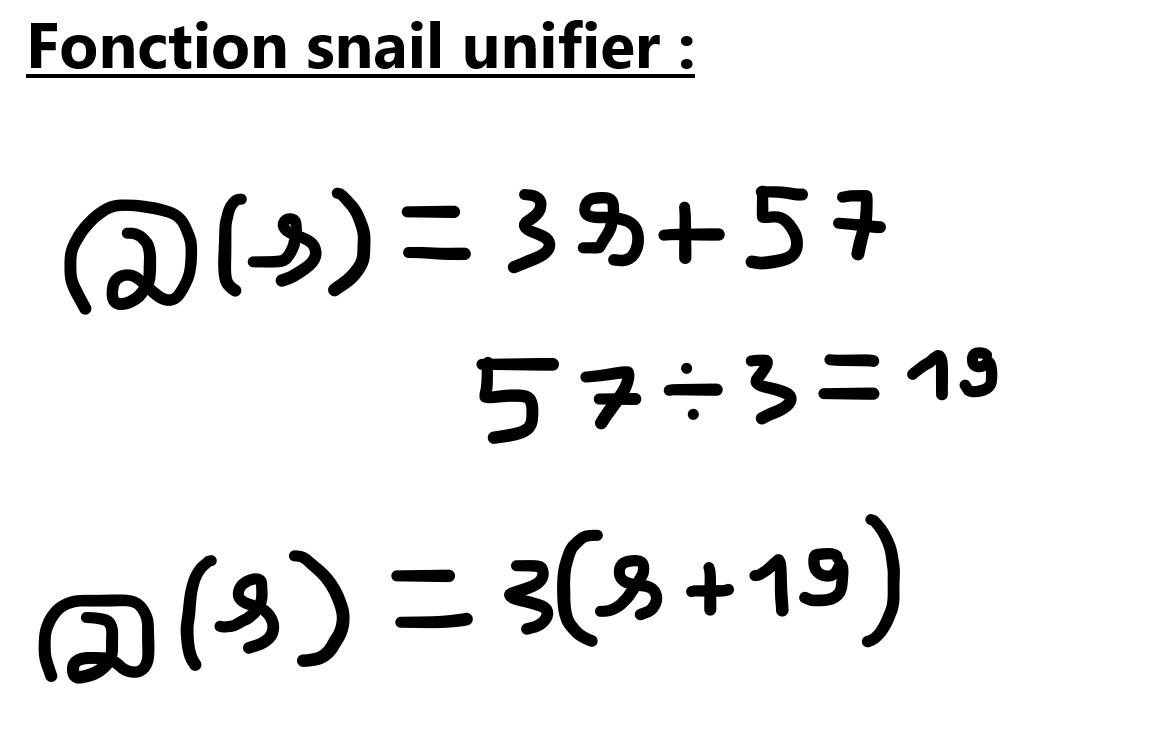 Fonction snail unifier :
( ) = 3 + 57
57 ÷ 3 = 19
( ) = 3( + 19)